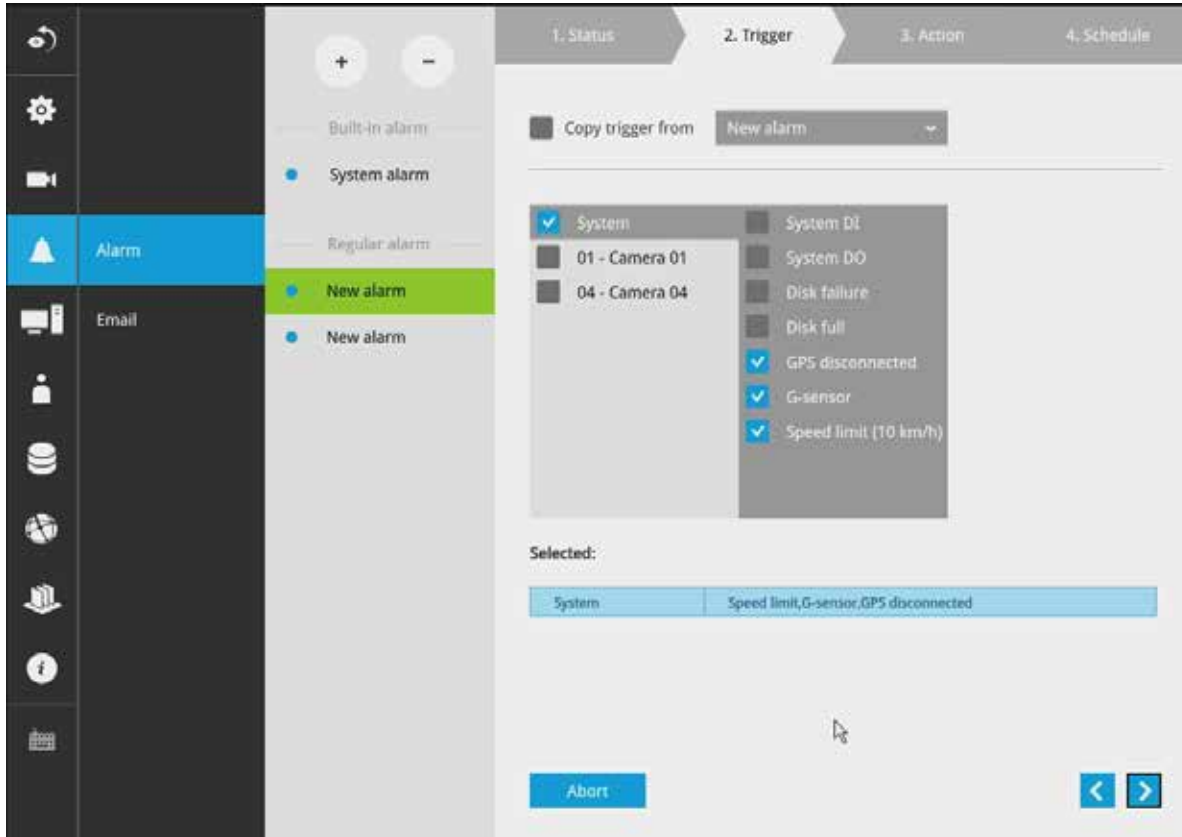 1. Status
2. Trigger
3. Action
4. Schedule
+
-
Built-in alarm
System alarm
Regular alarm
New alarm
New alarm
Alarm
Email
Copy trigger from
New alarm
System
01 - Camera 01
04 - Camera 04
System DI
System DO
Disk failure
Disk full
GPS disconnected
G-sensor
Speed limit (10 km/h)
Selected:
System
Speed limit,G-sensor,GPS disconnected
Abort